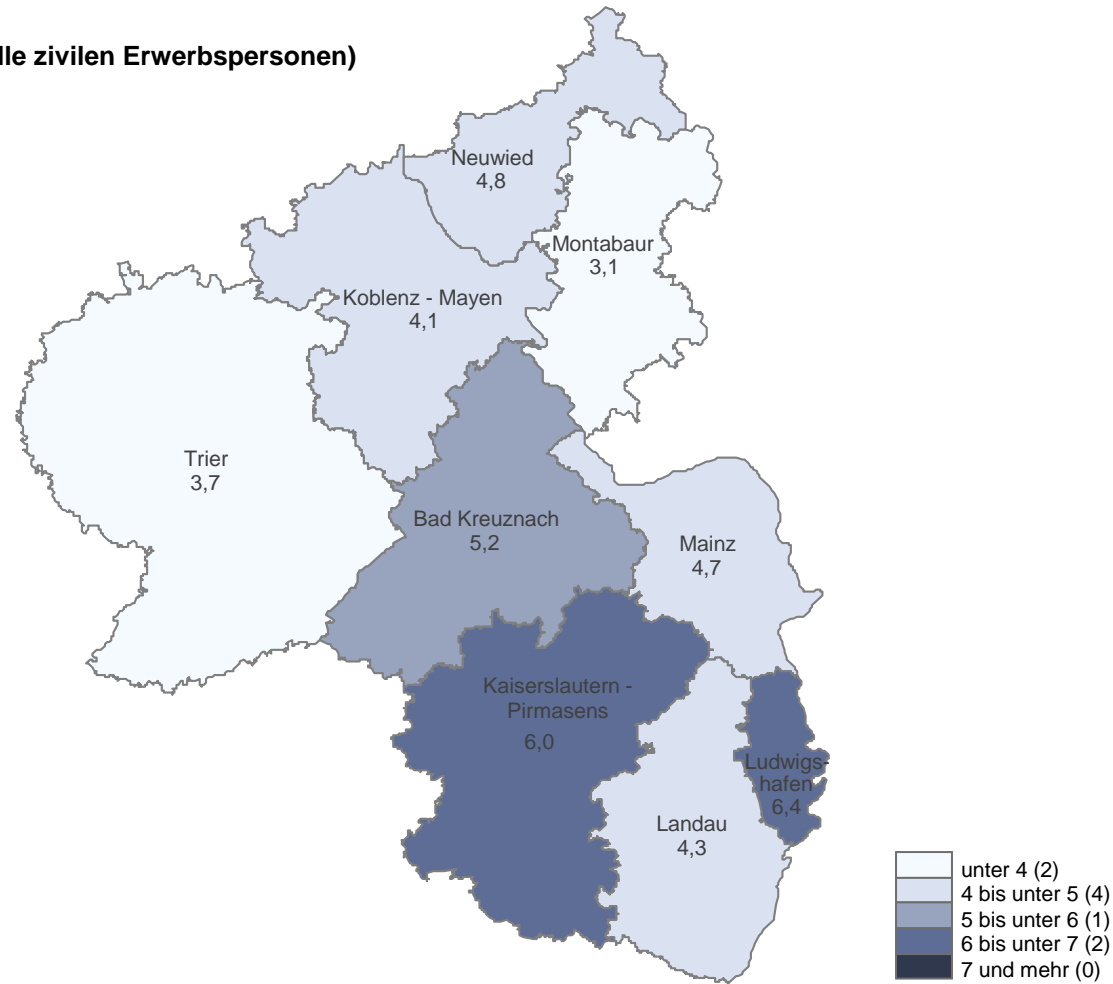 lle zivilen Erwerbspersonen)
Neuwied
4,8
Montabaur
3,1
Koblenz - Mayen
4,1
Trier
3,7
Bad Kreuznach
5,2
Mainz
4,7
Kaiserslautern -
Pirmasens
6,0
Ludwigs-
hafen
6,4
Landau
4,3
unter 4 (2)
4 bis unter 5 (4)
5 bis unter 6 (1)
6 bis unter 7 (2)
7 und mehr (0)